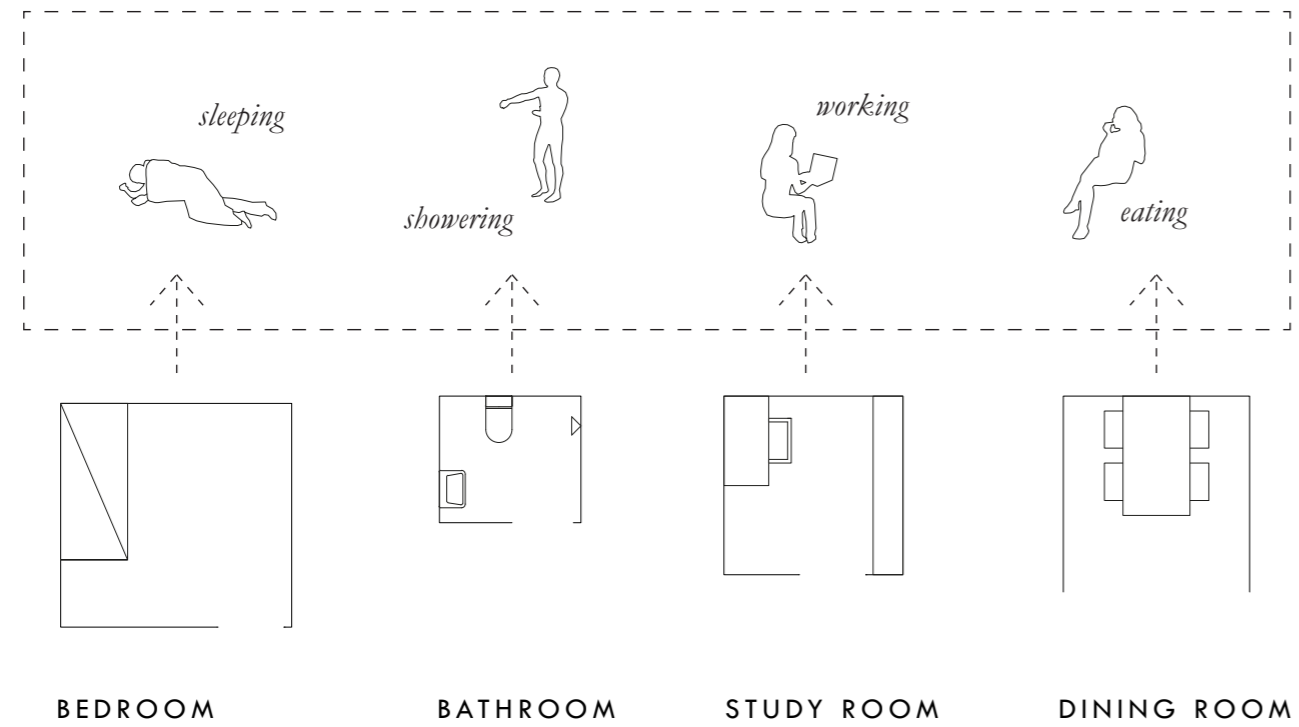 sleeping
showering
working
eating
BEDROOM
BATHROOM
STUDY ROOM
DINING ROOM